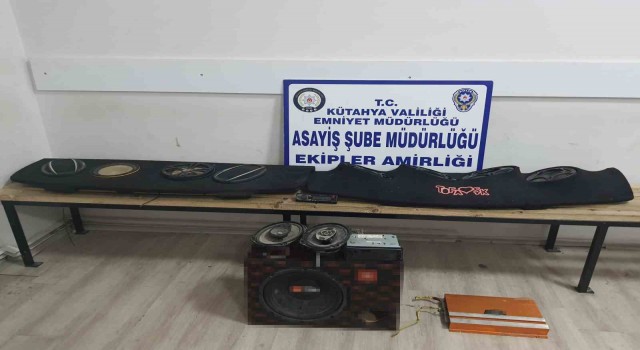 T.C.
KÜTAHYA VALİLİĞİ
EMNİYET MÜDÜRLÜĞÜ
ASAYİŞ ŞUBE MÜDÜRLÜĞÜ
EKİPLER AMİRLİĞİ